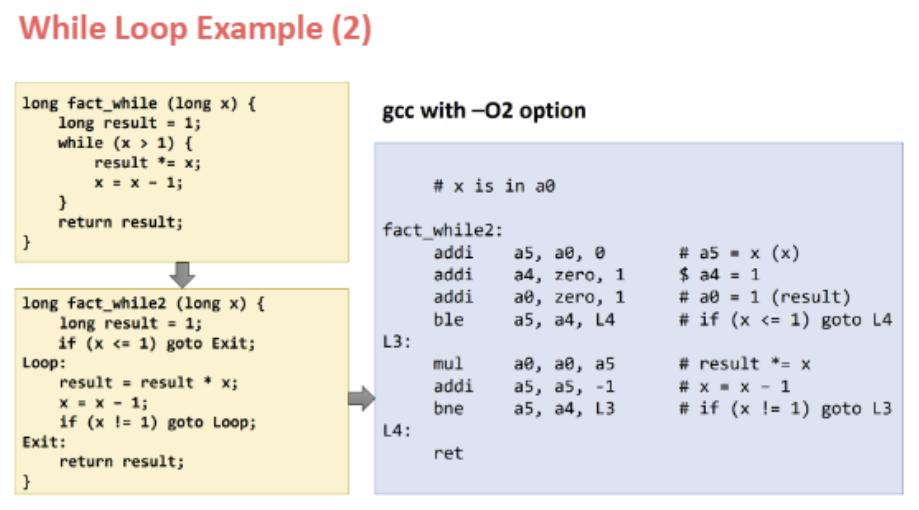 While Loop Example (2)
long fact_while (long x) {
    long result = 1;
    while (x > 1) {
        result *= x;
        x = x - 1;
    }
    return result;
}
long fact_while2 (long x) {
    long result = 1;
    if (x <= 1) goto Exit;
Loop:
    result = result * x;
    x = x - 1;
    if (x != 1) goto Loop;
Exit:
    return result;
}
gcc with –O2 option
# x is in a0
fact_while2:
    addi    a5, a0, 0    # a5 = x (x)
    addi    a4, zero, 1    $ a4 = 1
    addi    a0, zero, 1    # a0 = 1 (result)
    ble    a5, a4, L4    # if (x <= 1) goto L4
L3:
    mul    a0, a0, a5    # result *= x
    addi    a5, a5, -1    # x = x - 1
    bne    a5, a4, L3    # if (x != 1) goto L3
L4:
    ret